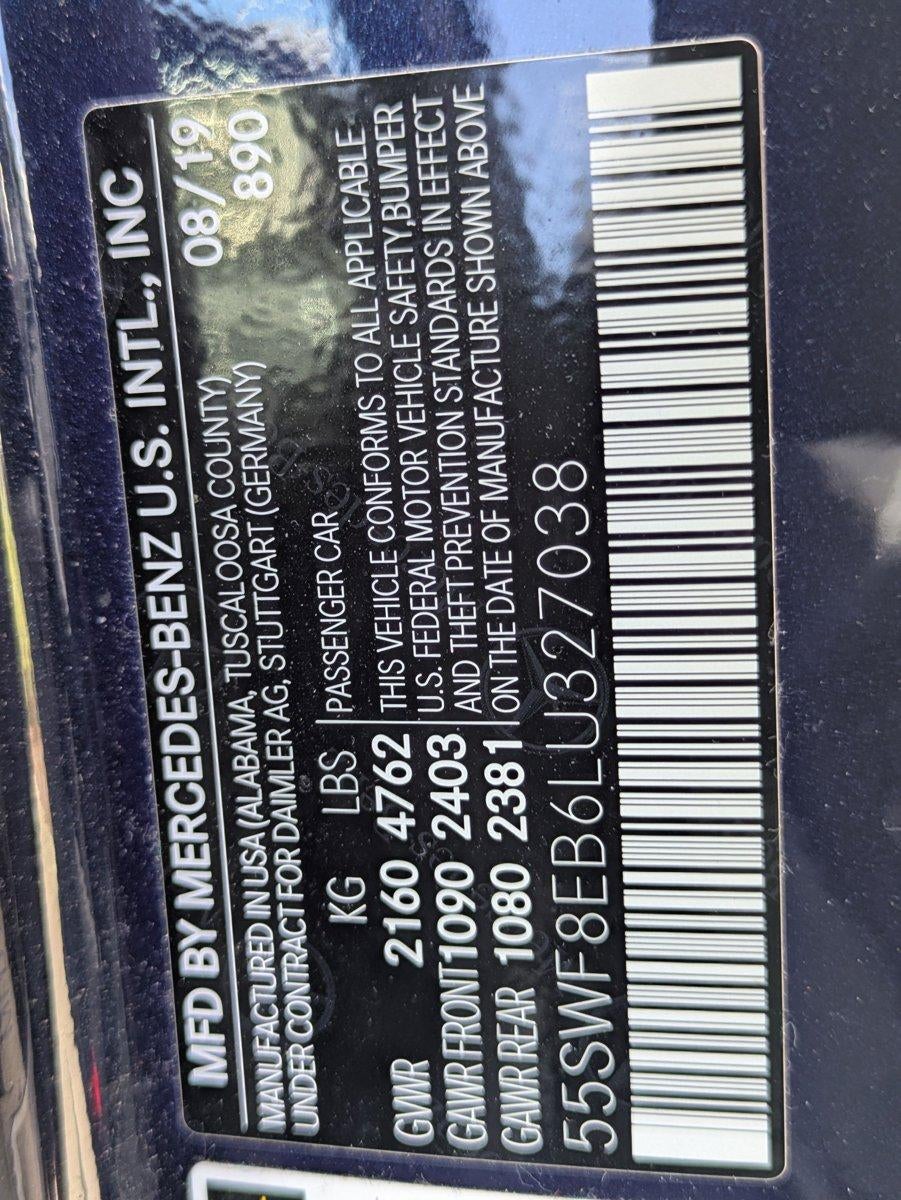 MFD BY MERCEDES-BENZ U.S. INTL., INC
MANUFACTURED IN USA (ALABAMA, TUSCALOOSA COUNTY) 08/19
UNDER CONTRACT FOR DAIMLER AG, STUTTGART (GERMANY) 890
KG LBS PASSENGER CAR
GVWR 2160 4762 THIS VEHICLE CONFORMS TO ALL APPLICABLE
GAWR FRONT 1090 2403 U.S. FEDERAL MOTOR VEHICLE SAFETY, BUMPER
AND THEFT PREVENTION STANDARDS IN EFFECT
GAWR REAR 1080 2381 ON THE DATE OF MANUFACTURE SHOWN ABOVE
55SWF8EB6LU327038